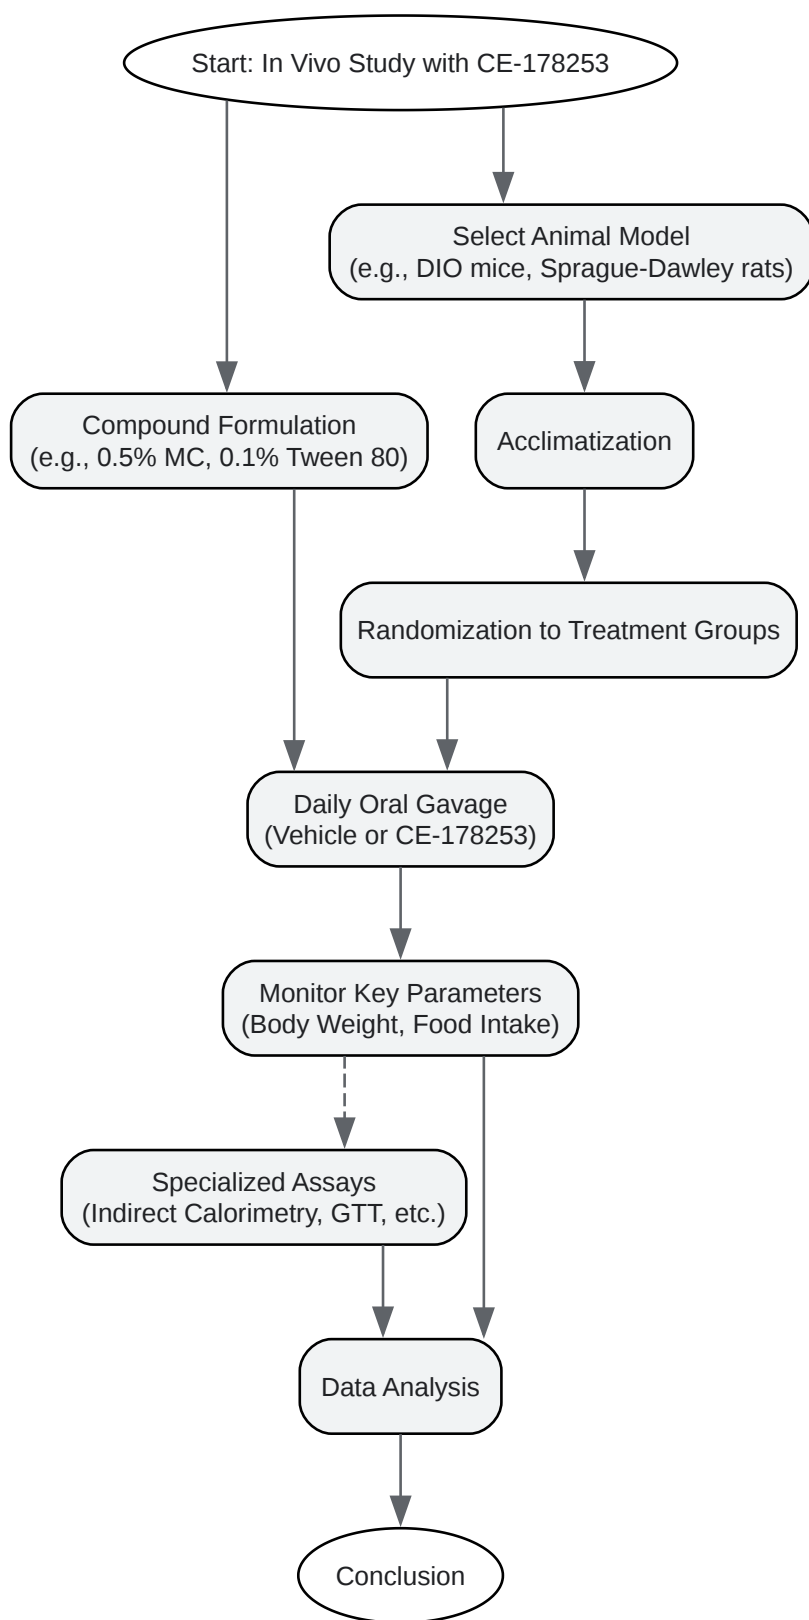 Start: In Vivo Study with CE-178253
Select Animal Model
(e.g., DIO mice, Sprague-Dawley rats)
Compound Formulation
(e.g., 0.5% MC, 0.1% Tween 80)
Acclimatization
Randomization to Treatment Groups
Daily Oral Gavage
(Vehicle or CE-178253)
Monitor Key Parameters
(Body Weight, Food Intake)
Specialized Assays
(Indirect Calorimetry, GTT, etc.)
Data Analysis
Conclusion